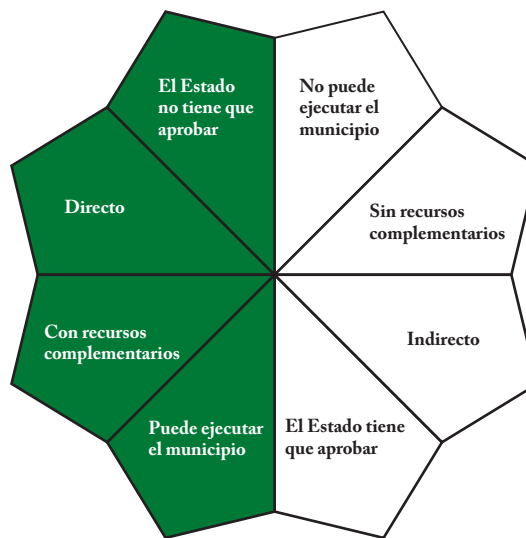 El Estado
no tiene que
aprobar
No puede
ejecutar el
municipio
Directo
Sin recursos
complementarios
Con recursos
complementarios
Indirecto
Puede ejecutar
el municipio
El Estado tiene
que aprobar